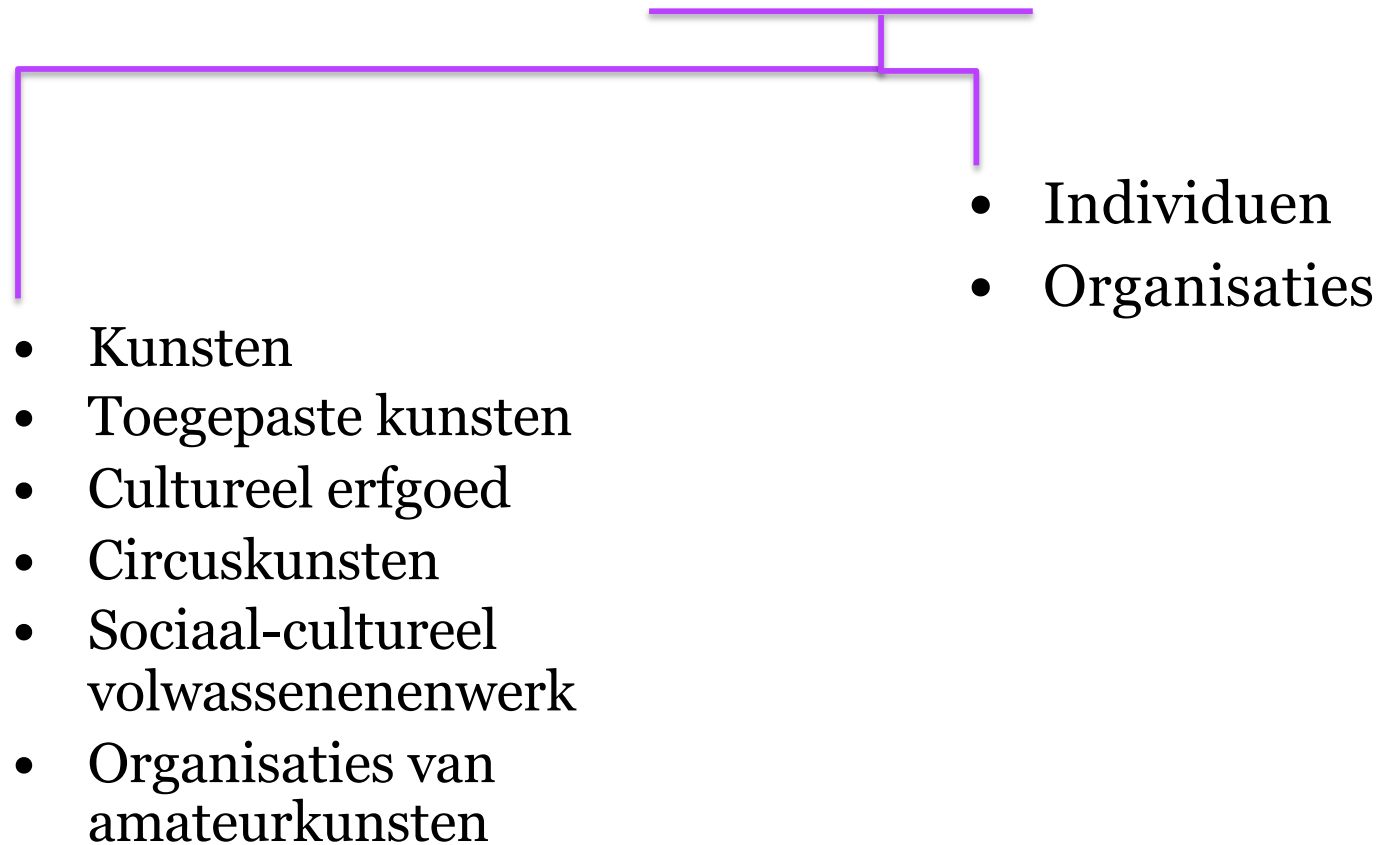 • Individuen
• Organisaties
• Kunsten
• Toegepaste kunsten
• Cultureel erfgoed
• Circuskunsten
• Sociaal-cultureel
volwassenenenwerk
• Organisaties van
amateurkunsten